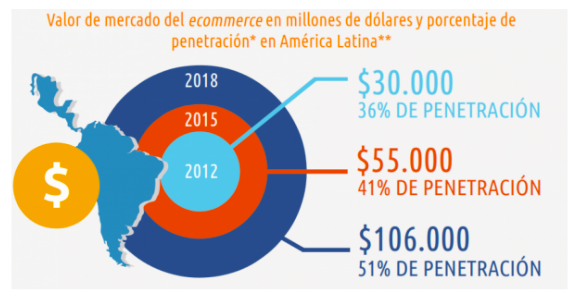 Valor de mercado del ecommerce en millones de dólares y porcentaje de
penetración* en América Latina**
2018
2015
2012
$
$30.000
36% DE PENETRACIÓN
$55.000
41% DE PENETRACIÓN
$106.000
51% DE PENETRACIÓN